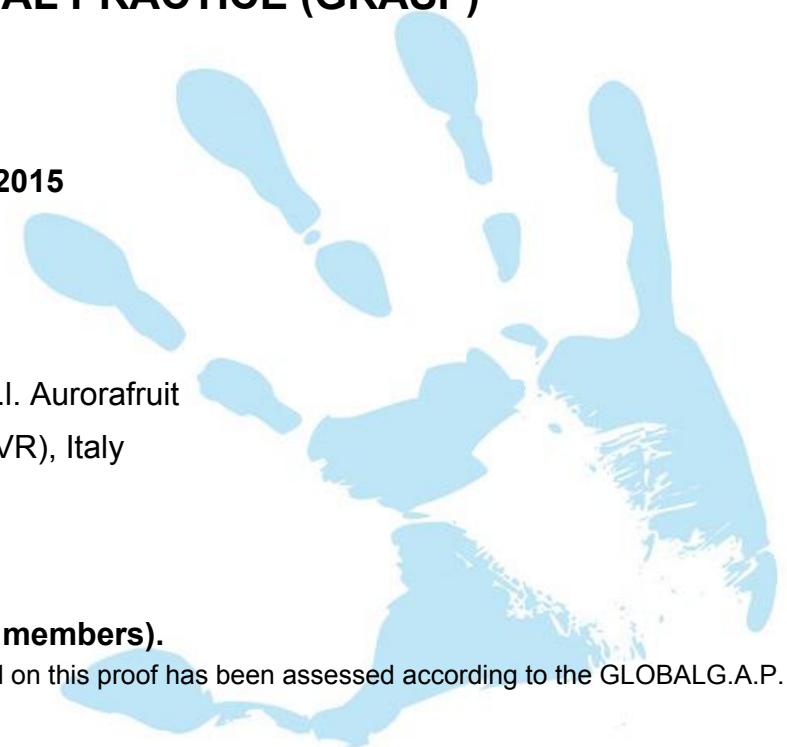 AL PRACTICE (GRASP)
2015
.l. Aurorafruit
VR), Italy
members).
d on this proof has been assessed according to the GLOBALG.A.P.